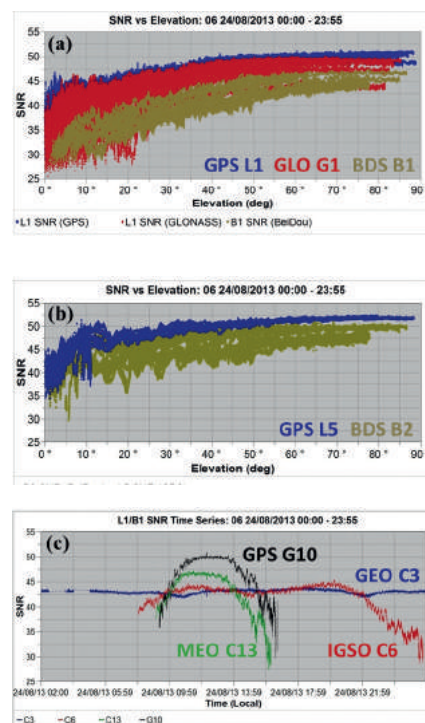 SNR vs Elevation: 06 24/08/2013 00:00 - 23:55
(a)
SNR
55
50
45
40
35
30
25
GPS L1 GLO G1 BDS B1
0° 10° 20° 30° 40° 50° 60° 70° 80° 90
Elevation (deg)
L1 SNR (GPS) L1 SNR (GLONASS) B1 SNR (BeiDou)
SNR vs Elevation: 06 24/08/2013 00:00 - 23:55
(b)
SNR
55
50
45
40
35
30
25
GPS L5 BDS B2
0° 10° 20° 30° 40° 50° 60° 70° 80° 90
Elevation (deg)
L1/B1 SNR Time Series: 06 24/08/2013 00:00 - 23:55
(c)
SNR
55
50
45
40
35
30
25
GPS G10
GEO C3
MEO C13
IGSO C6
24/08/13 02:00 24/08/13 05:59 24/08/13 09:59 24/08/13 13:59 24/08/13 17:59 24/08/13 21:59
Time (Local)
C3 C6 C13 G10